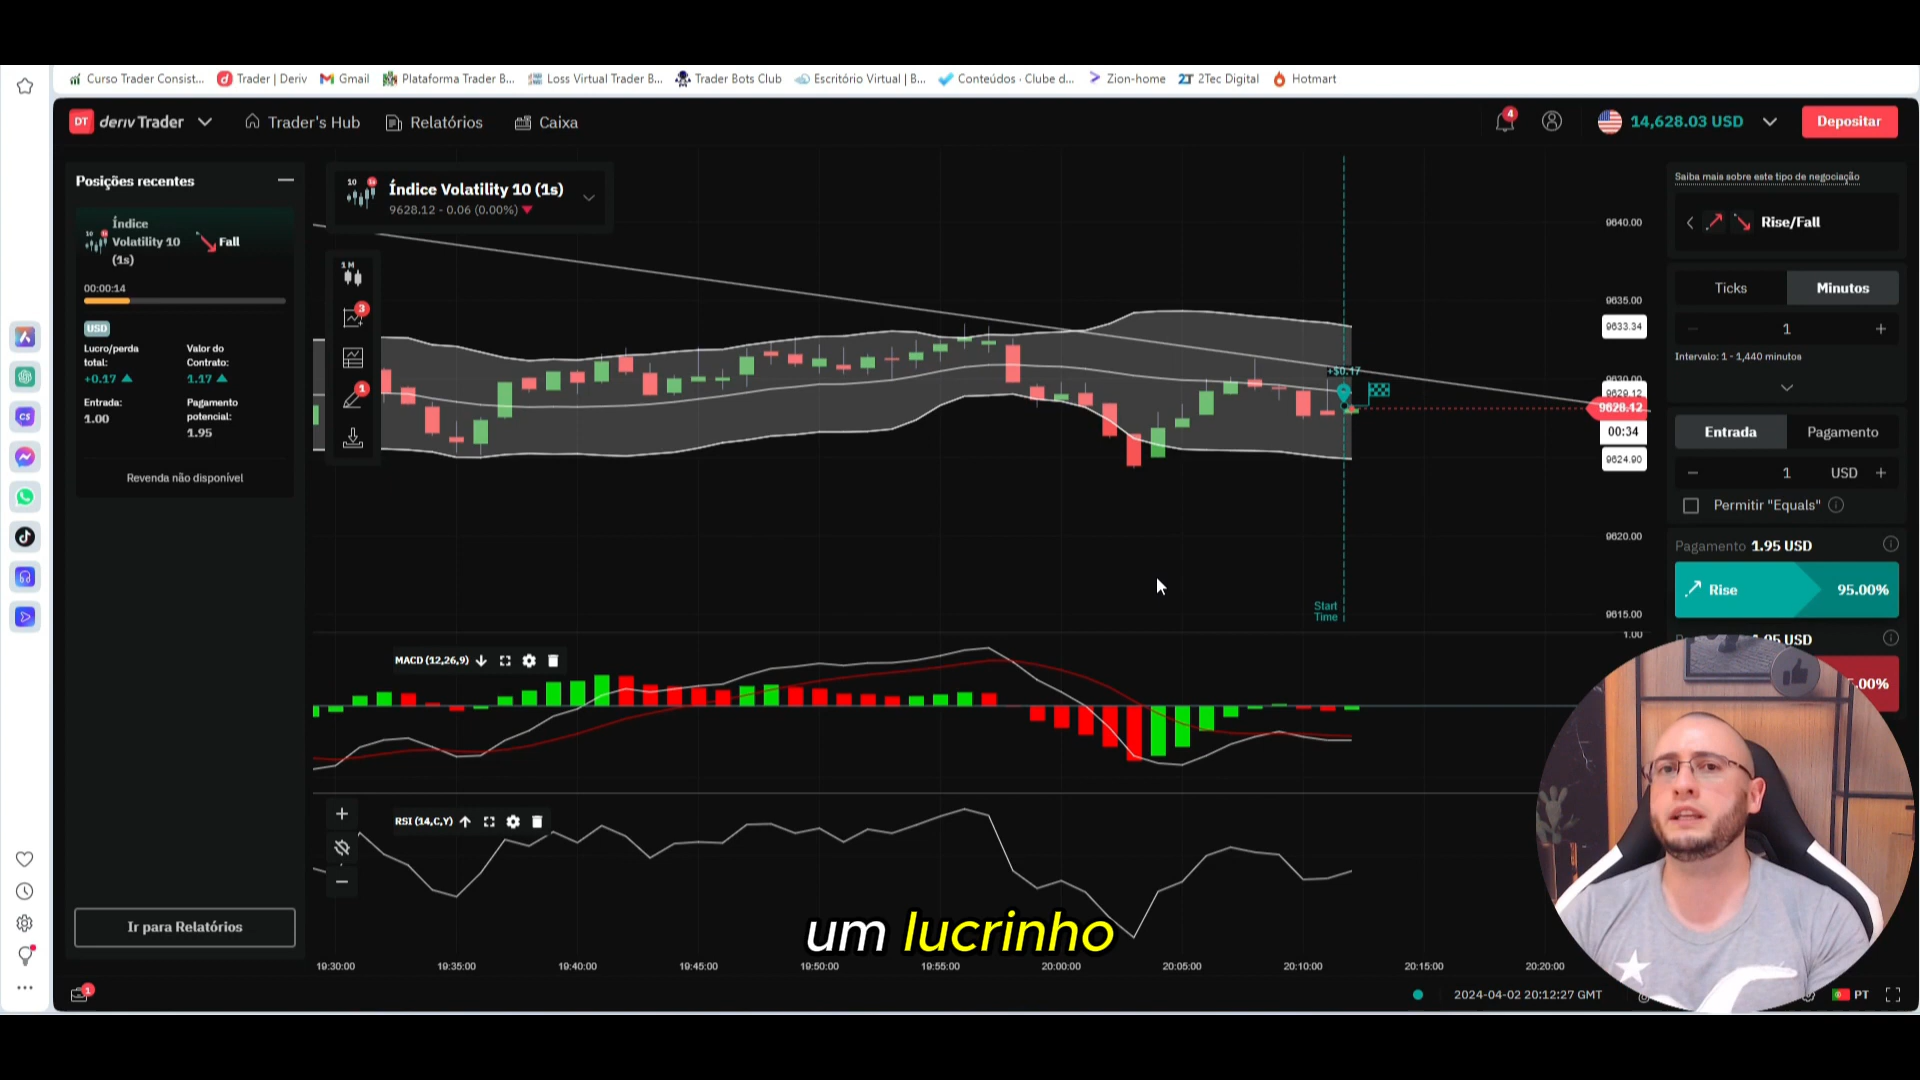 Curso Trader Consist...
Trader | Deriv
Gmail
Plataforma Trader B...
Loss Virtual Trader B...
Trader Bots Club
Escritório Virtual | B...
Conteúdos · Clube d...
Zion-home
2Tec Digital
Hotmart
DT deriv Trader
Trader's Hub
Relatórios
Caixa
4
14,628.03 USD
Depositar
Posições recentes
Índice
Volatility 10
(1s)
Fall
00:00:14
USD
Lucro/perda
total:
+0.17
Valor do
Contrato:
1.17
Entrada:
1.00
Pagamento
potencial:
1.95
Revenda não disponível
Ir para Relatórios
10
Índice Volatility 10 (1s)
9628.12 - 0.06 (0.00%)
1 M
3
1
+$0.17
Start
Time
9640.00
9635.00
9633.34
9630.00
9629.12
9628.12
00:34
9624.90
9620.00
9615.00
1.00
MACD (12,26,9)
RSI (14,C,Y)
um lucrinho
19:30:00
19:35:00
19:40:00
19:45:00
19:50:00
19:55:00
20:00:00
20:05:00
20:10:00
20:15:00
20:20:00
1
2024-04-02 20:12:27 GMT
PT
Saiba mais sobre este tipo de negociação
Rise/Fall
Ticks
Minutos
− 1 +
Intervalo: 1 - 1,440 minutos
Entrada
Pagamento
− 1 USD +
Permitir "Equals"
Pagamento 1.95 USD
Rise 95.00%
1.95 USD
5.00%